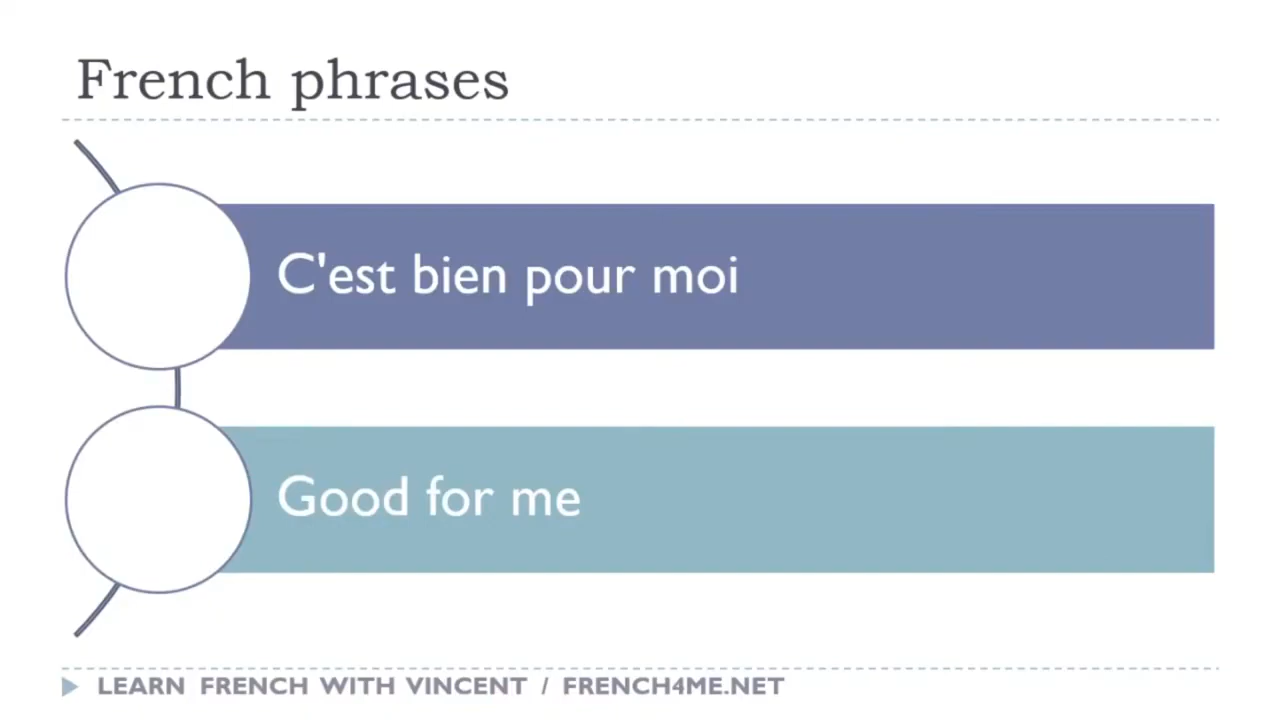 French phrases
C'est bien pour moi
Good for me
LEARN FRENCH WITH VINCENT / FRENCH4ME.NET